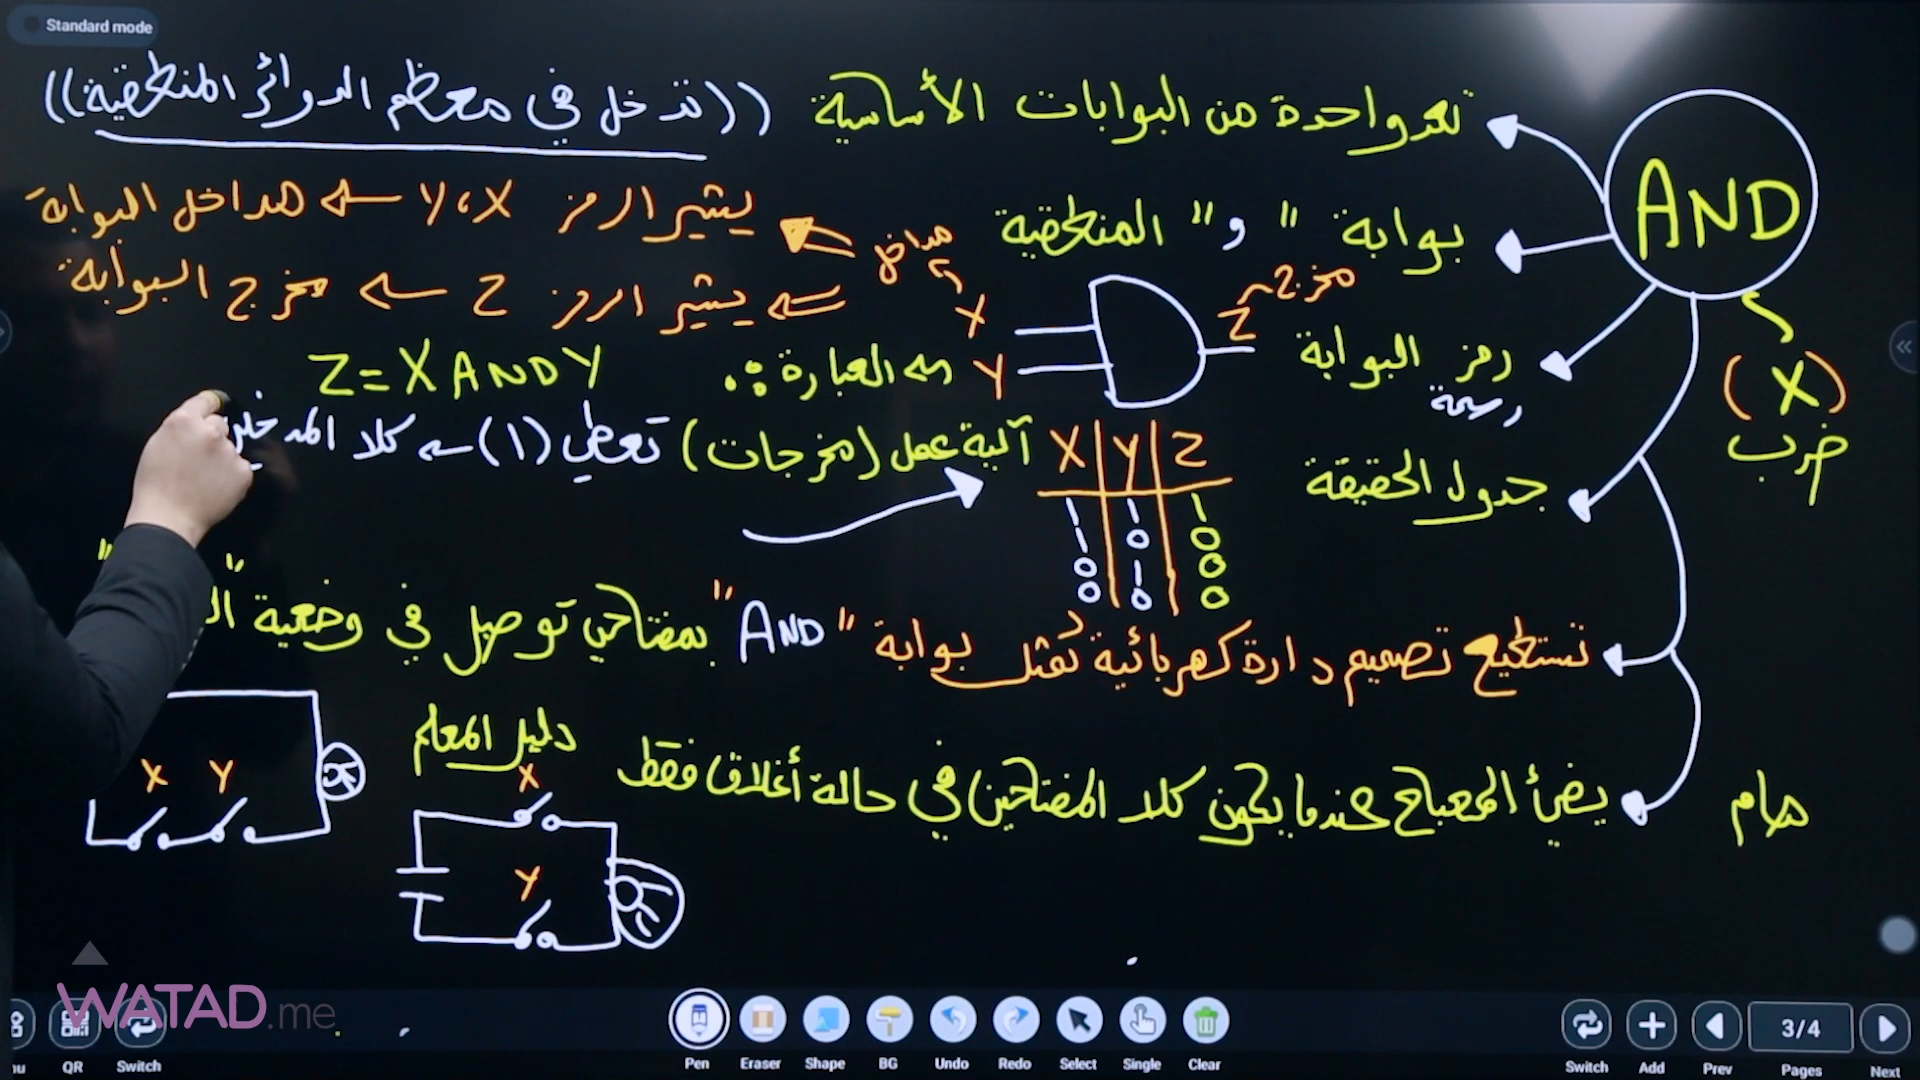 Standard mode
تعد واحدة من البوابات الأساسية ((تدخل في معظم الدوائر المنطقية))
AND
بوابة "و" المنطقية
يشير الرمز X، Y ← مداخل البوابة
مداخل
← يشير الرمز Z ← مخرج البوابة
مخرج
رمز البوابة
رسمة
X
Y
Z
(X)
ضرب
العبارة ∴
Z = X AND Y
جدول الحقيقة
X Y Z
1 1 1
1 0 0
0 1 0
0 0 0
آلية عمل (مخرجات) تعطي (1) ← كلا المدخلين
نستطيع تصميم دارة كهربائية تمثل بوابة "AND" بمفتاحي توصيل في وضعية
هام
يضئ المصباح عندما يكون كلا المفتاحين في حالة أغلاق فقط
دليل المعلم
X Y
X
Y
WATAD.me
QR
Switch
Pen Eraser Shape BG Undo Redo Select Single Clear
Switch Add Prev 3/4 Pages Next